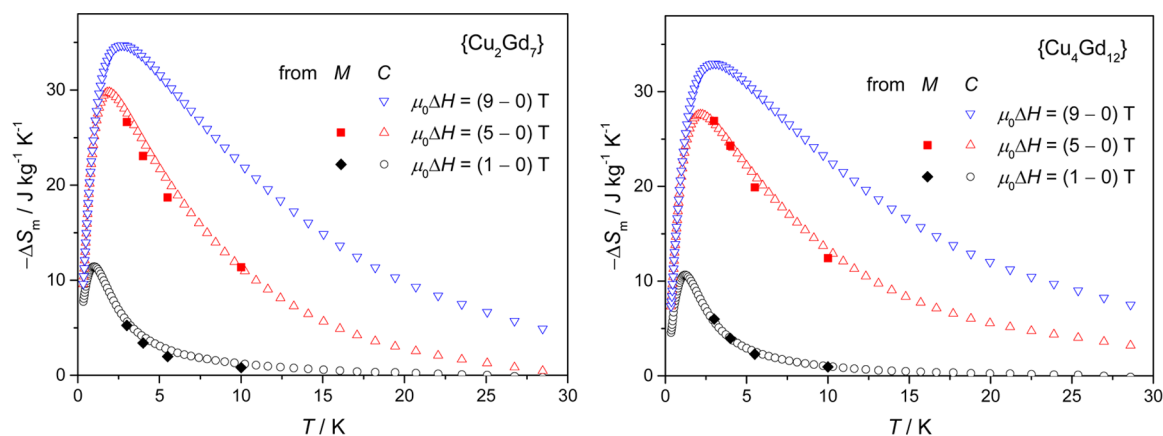 {Cu2Gd7}
from M C
μ0ΔH = (9 – 0) T
μ0ΔH = (5 – 0) T
μ0ΔH = (1 – 0) T
−ΔSm / J kg-1 K-1
30
20
10
0
0 5 10 15 20 25 30
T / K
{Cu4Gd12}
from M C
μ0ΔH = (9 – 0) T
μ0ΔH = (5 – 0) T
μ0ΔH = (1 – 0) T
−ΔSm / J kg-1 K-1
30
20
10
0
0 5 10 15 20 25 30
T / K